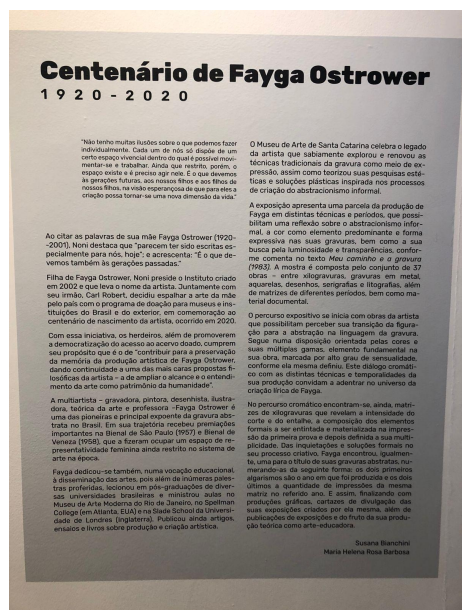 Centenário de Fayga Ostrower
1920-2020
"Não tenho muitas ilusões sobre o que podemos fazer
individualmente. Cada um de nós só dispõe de um
certo espaço vivencial dentro do qual é possível movi-
mentar-se e trabalhar. Ainda que restrito, porém, o
espaço existe e é preciso agir nele. É o que devemos
às gerações futuras, aos nossos filhos e aos filhos de
nossos filhos, na visão esperançosa de que para eles a
criação possa tornar-se uma nova dimensão da vida."
Ao citar as palavras de sua mãe Fayga Ostrower (1920-
-2001), Noni destaca que "parecem ter sido escritas es-
pecialmente para nós, hoje"; e acrescenta: "É o que de-
vemos também às gerações passadas."
Filha de Fayga Ostrower, Noni preside o Instituto criado
em 2002 e que leva o nome da artista. Juntamente com
seu irmão, Carl Robert, decidiu espalhar a arte da mãe
pelo país com o programa de doação para museus e ins-
tituições do Brasil e do exterior, em comemoração ao
centenário de nascimento da artista, ocorrido em 2020.
Com essa iniciativa, os herdeiros, além de promoverem
a democratização do acesso ao acervo doado, cumprem
seu propósito que é o de "contribuir para a preservação
da memória da produção artística de Fayga Ostrower,
dando continuidade a uma das mais caras propostas fi-
losóficas da artista – a de ampliar o alcance e o entendi-
mento da arte como patrimônio da humanidade".
A multiartista – gravadora, pintora, desenhista, ilustra-
dora, teórica da arte e professora –Fayga Ostrower é
uma das pioneiras e principal expoente da gravura abs-
trata no Brasil. Em sua trajetória recebeu premiações
importantes na Bienal de São Paulo (1957) e Bienal de
Veneza (1958), que a fizeram ocupar um espaço de re-
presentatividade feminina ainda restrito no sistema de
arte na época.
Fayga dedicou-se também, numa vocação educacional,
à disseminação das artes, pois além de inúmeras pales-
tras proferidas, lecionou em pós-graduações de diver-
sas universidades brasileiras e ministrou aulas no
Museu de Arte Moderna do Rio de Janeiro, no Spelman
College (em Atlanta, EUA) e na Slade School da Universi-
dade de Londres (Inglaterra). Publicou ainda artigos,
ensaios e livros sobre produção e criação artística.
O Museu de Arte de Santa Catarina celebra o legado
da artista que sabiamente explorou e renovou as
técnicas tradicionais da gravura como meio de ex-
pressão, assim como teorizou suas pesquisas esté-
ticas e soluções plásticas inspirada nos processos
de criação do abstracionismo informal.
A exposição apresenta uma parcela da produção de
Fayga em distintas técnicas e períodos, que possi-
bilitam uma reflexão sobre o abstracionismo infor-
mal, a cor como elemento predominante e forma
expressiva nas suas gravuras, bem como a sua
busca pela luminosidade e transparências, confor-
me comenta no texto Meu caminho e a gravura
(1983). A mostra é composta pelo conjunto de 37
obras – entre xilogravuras, gravuras em metal,
aquarelas, desenhos, serigrafias e litografias, além
de matrizes de diferentes períodos, bem como ma-
terial documental.
O percurso expositivo se inicia com obras da artista
que possibilitam perceber sua transição da figura-
ção para a abstração na linguagem da gravura.
Segue numa disposição orientada pelas cores e
suas múltiplas gamas, elemento fundamental na
sua obra, marcada por alto grau de sensualidade,
conforme ela mesma definiu. Este diálogo cromáti-
co com as distintas técnicas e temporalidades da
sua produção convidam a adentrar no universo da
criação lírica de Fayga.
No percurso cromático encontram-se, ainda, matri-
zes de xilogravuras que revelam a intensidade do
corte e do entalhe, a composição dos elementos
formais a ser entintada e materializada na impres-
são da primeira prova e depois definida a sua multi-
plicidade. Das inquietações e soluções formais no
seu processo criativo, Fayga encontrou, igualmen-
te, uma para o título de suas gravuras abstratas, nu-
merando-as da seguinte forma: os dois primeiros
algarismos são o ano em que foi produzida e os dois
últimos a quantidade de impressões da mesma
matriz no referido ano. E assim, finalizando com
produções gráficas, cartazes de divulgação das
suas exposições criados por ela mesma, além de
publicações de exposições e do fruto da sua produ-
ção teórica como arte-educadora.
Susana Bianchini
Maria Helena Rosa Barbosa